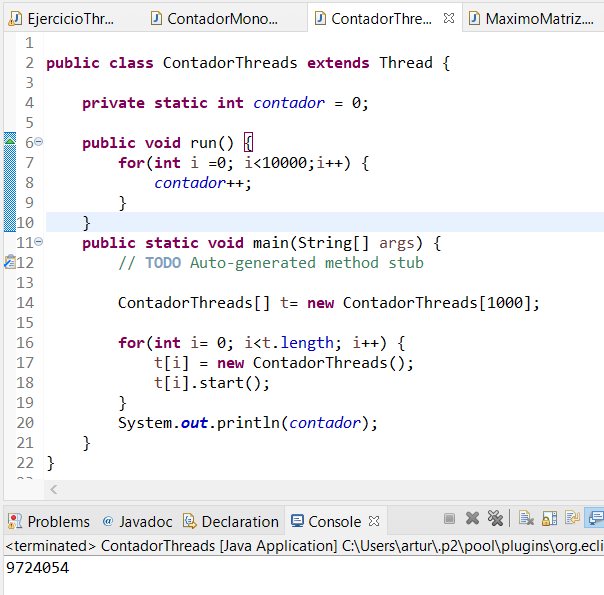 EjercicioThr... ContadorMono... ContadorThre... MaximoMatriz....
1
2 public class ContadorThreads extends Thread {
3
4 private static int contador = 0;
5
6 public void run() {
7 for(int i =0; i<10000;i++) {
8 contador++;
9 }
10 }
11 public static void main(String[] args) {
12 // TODO Auto-generated method stub
13
14 ContadorThreads[] t= new ContadorThreads[1000];
15
16 for(int i= 0; i<t.length; i++) {
17 t[i] = new ContadorThreads();
18 t[i].start();
19 }
20 System.out.println(contador);
21 }
22 }
Problems @ Javadoc Declaration Console
<terminated> ContadorThreads [Java Application] C:\Users\artur\.p2\pool\plugins\org.ecli
9724054